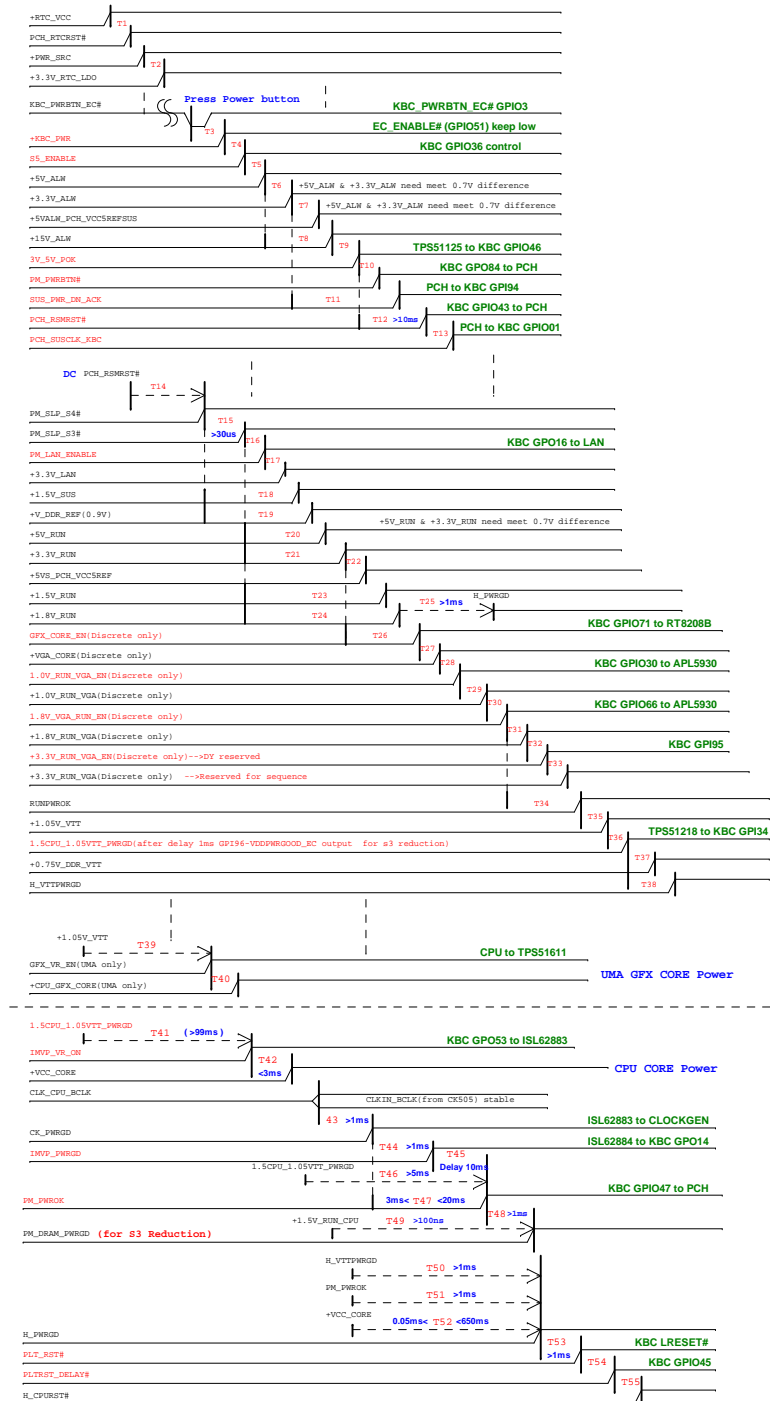 +RTC_VCC
T1
PCH_RTCRST#
+PWR_SRC
T2
+3.3V_RTC_LDO
Press Power button
KBC_PWRBTN_EC#
KBC_PWRBTN_EC# GPIO3
T3
EC_ENABLE# (GPIO51) keep low
+KBC_PWR
T4
KBC GPIO36 control
S5_ENABLE
T5
+5V_ALW
T6
+5V_ALW & +3.3V_ALW need meet 0.7V difference
+3.3V_ALW
T7
+5V_ALW & +3.3V_ALW need meet 0.7V difference
+5VALW_PCH_VCC5REFSUS
+15V_ALW
T8
T9
TPS51125 to KBC GPIO46
3V_5V_POK
T10
KBC GPO84 to PCH
PM_PWRBTN#
PCH to KBC GPI94
SUS_PWR_DN_ACK
T11
KBC GPIO43 to PCH
PCH_RSMRST#
T12 >10ms
PCH to KBC GPIO01
PCH_SUSCLK_KBC
T13
DC PCH_RSMRST#
T14
PM_SLP_S4#
T15
PM_SLP_S3#
>30us
T16
KBC GPO16 to LAN
PM_LAN_ENABLE
T17
+3.3V_LAN
+1.5V_SUS
T18
+V_DDR_REF(0.9V)
T19
+5V_RUN & +3.3V_RUN need meet 0.7V difference
+5V_RUN
T20
+3.3V_RUN
T21
T22
+5VS_PCH_VCC5REF
+1.5V_RUN
T23
T25 >1ms
H_PWRGD
+1.8V_RUN
T24
KBC GPIO71 to RT8208B
GFX_CORE_EN(Discrete only)
T26
+VGA_CORE(Discrete only)
T27
T28
KBC GPIO30 to APL5930
1.0V_RUN_VGA_EN(Discrete only)
+1.0V_RUN_VGA(Discrete only)
T29
T30
KBC GPIO66 to APL5930
1.8V_VGA_RUN_EN(Discrete only)
T31
+1.8V_RUN_VGA(Discrete only)
T32
KBC GPI95
+3.3V_RUN_VGA_EN(Discrete only)-->DY reserved
T33
+3.3V_RUN_VGA(Discrete only) -->Reserved for sequence
RUNPWROK
T34
+1.05V_VTT
T35
TPS51218 to KBC GPI34
1.5CPU_1.05VTT_PWRGD(after delay 1ms GPI96-VDDPWRGOOD_EC output for s3 reduction)
T36
+0.75V_DDR_VTT
T37
H_VTTPWRGD
T38
+1.05V_VTT
T39
CPU to TPS51611
GFX_VR_EN(UMA only)
UMA GFX CORE Power
+CPU_GFX_CORE(UMA only)
T40
1.5CPU_1.05VTT_PWRGD
T41 (>99ms)
KBC GPO53 to ISL62883
IMVP_VR_ON
T42
+VCC_CORE
<3ms
CPU CORE Power
CLK_CPU_BCLK
CLKIN_BCLK(from CK505) stable
43 >1ms
ISL62883 to CLOCKGEN
CK_PWRGD
T44 >1ms
ISL62884 to KBC GPO14
IMVP_PWRGD
T45
1.5CPU_1.05VTT_PWRGD
Delay 10ms
T46 >5ms
KBC GPIO47 to PCH
PM_PWROK
3ms< T47 <20ms
T48 >1ms
+1.5V_RUN_CPU
T49 >100ns
PM_DRAM_PWRGD (for S3 Reduction)
H_VTTPWRGD
T50 >1ms
PM_PWROK
T51 >1ms
+VCC_CORE
0.05ms< T52 <650ms
H_PWRGD
T53
KBC LRESET#
PLT_RST#
>1ms
T54
KBC GPIO45
PLTRST_DELAY#
T55
H_CPURST#